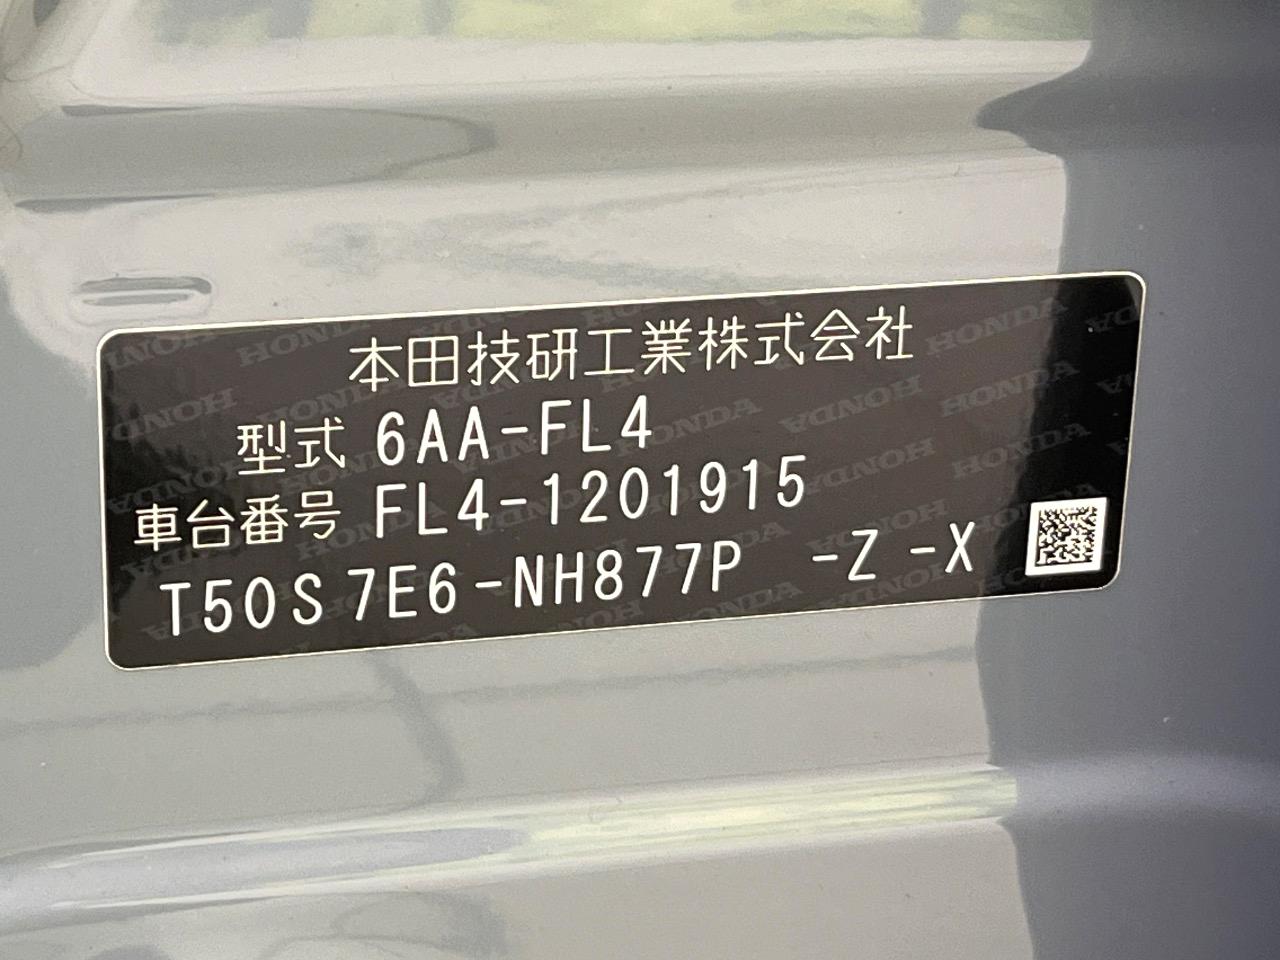 本田技研工業株式会社
型式 6AA-FL4
車台番号 FL4-1201915
T50S 7E6-NH877P -Z -X